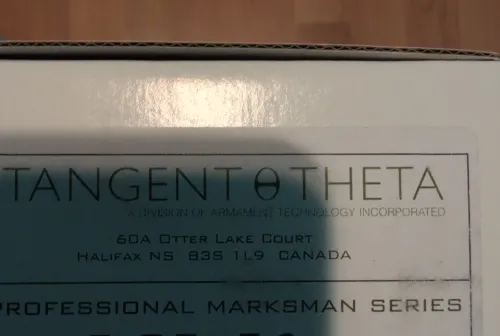 TANGENT θ THETA
A DIVISION OF ARMAMENT TECHNOLOGY INCORPORATED
60A OTTER LAKE COURT
HALIFAX NS B3S 1L9 CANADA
PROFESSIONAL MARKSMAN SERIES